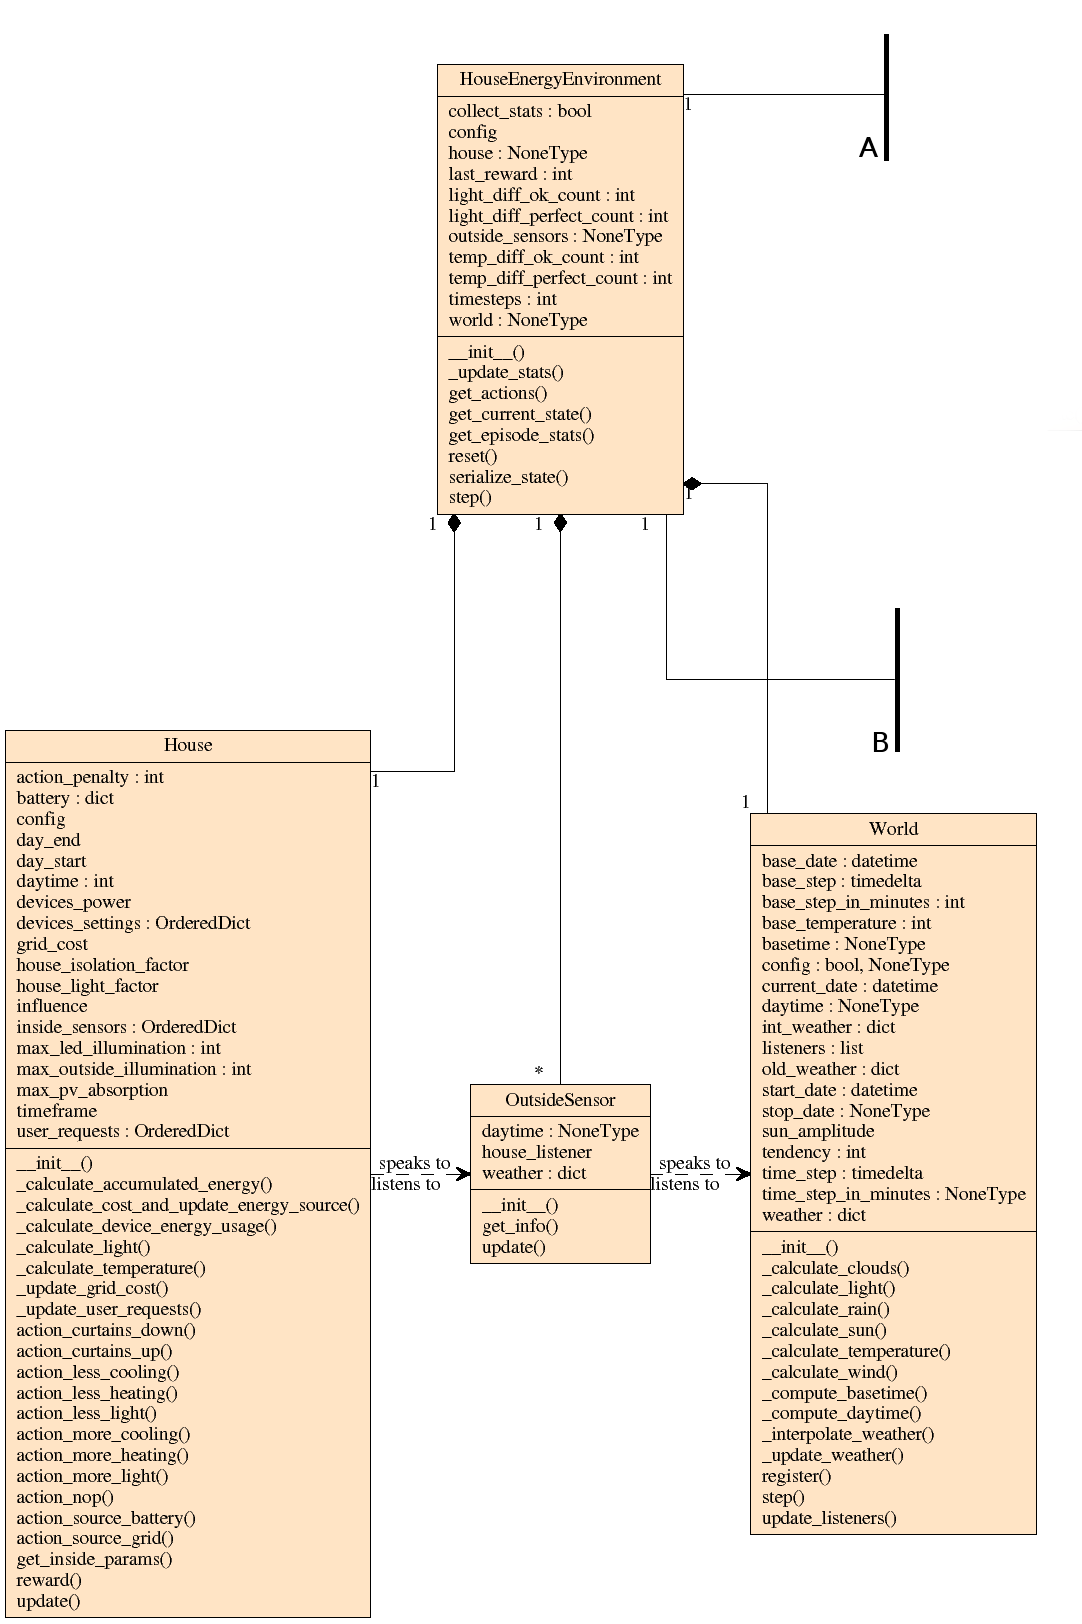 HouseEnergyEnvironment
collect_stats : bool
config
house : NoneType
last_reward : int
light_diff_ok_count : int
light_diff_perfect_count : int
outside_sensors : NoneType
temp_diff_ok_count : int
temp_diff_perfect_count : int
timesteps : int
world : NoneType
__init__()
_update_stats()
get_actions()
get_current_state()
get_episode_stats()
reset()
serialize_state()
step()
1
A
1
1
1
1
B
House
action_penalty : int
battery : dict
config
day_end
day_start
daytime : int
devices_power
devices_settings : OrderedDict
grid_cost
house_isolation_factor
house_light_factor
influence
inside_sensors : OrderedDict
max_led_illumination : int
max_outside_illumination : int
max_pv_absorption
timeframe
user_requests : OrderedDict
__init__()
_calculate_accumulated_energy()
_calculate_cost_and_update_energy_source()
_calculate_device_energy_usage()
_calculate_light()
_calculate_temperature()
_update_grid_cost()
_update_user_requests()
action_curtains_down()
action_curtains_up()
action_less_cooling()
action_less_heating()
action_less_light()
action_more_cooling()
action_more_heating()
action_more_light()
action_nop()
action_source_battery()
action_source_grid()
get_inside_params()
reward()
update()
1
speaks to
listens to
*
OutsideSensor
daytime : NoneType
house_listener
weather : dict
__init__()
get_info()
update()
speaks to
listens to
1
World
base_date : datetime
base_step : timedelta
base_step_in_minutes : int
base_temperature : int
basetime : NoneType
config : bool, NoneType
current_date : datetime
daytime : NoneType
int_weather : dict
listeners : list
old_weather : dict
start_date : datetime
stop_date : NoneType
sun_amplitude
tendency : int
time_step : timedelta
time_step_in_minutes : NoneType
weather : dict
__init__()
_calculate_clouds()
_calculate_light()
_calculate_rain()
_calculate_sun()
_calculate_temperature()
_calculate_wind()
_compute_basetime()
_compute_daytime()
_interpolate_weather()
_update_weather()
register()
step()
update_listeners()